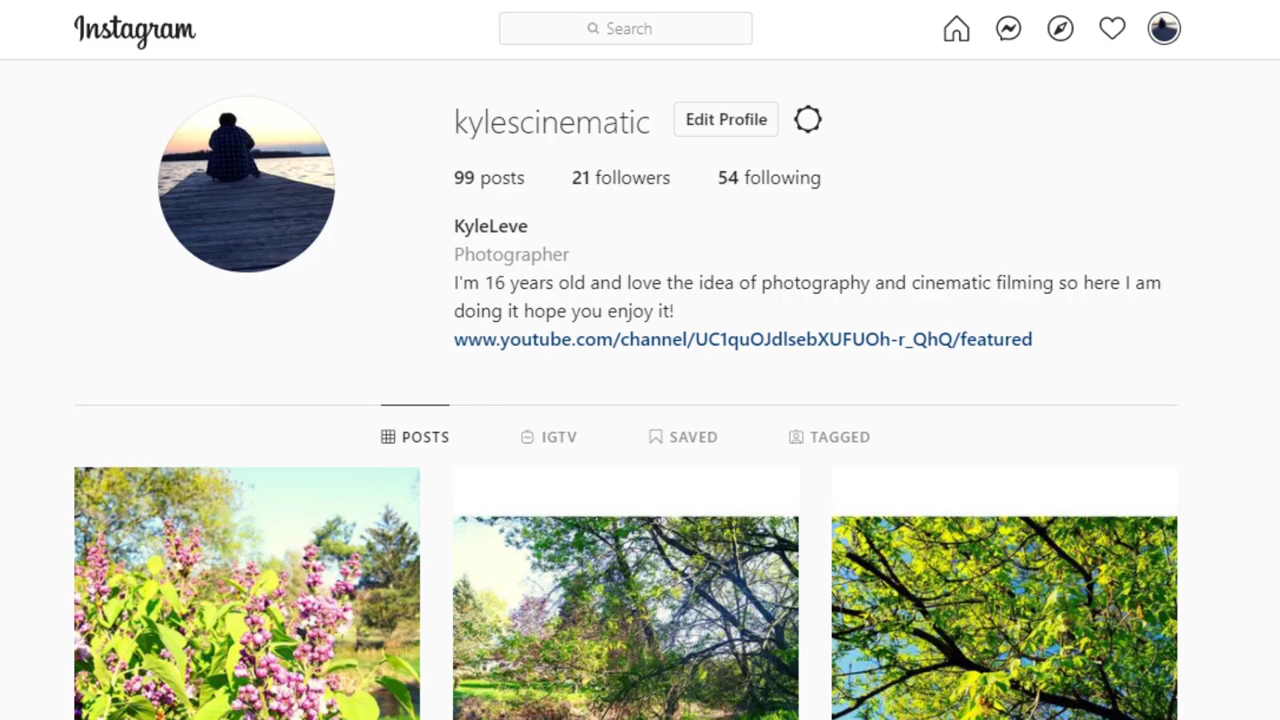 Instagram
Search
kylescinematic
Edit Profile
99 posts
21 followers
54 following
KyleLeve
Photographer
I'm 16 years old and love the idea of photography and cinematic filming so here I am
doing it hope you enjoy it!
www.youtube.com/channel/UC1quOJdlsebXUFUOh-r_QhQ/featured
POSTS
IGTV
SAVED
TAGGED